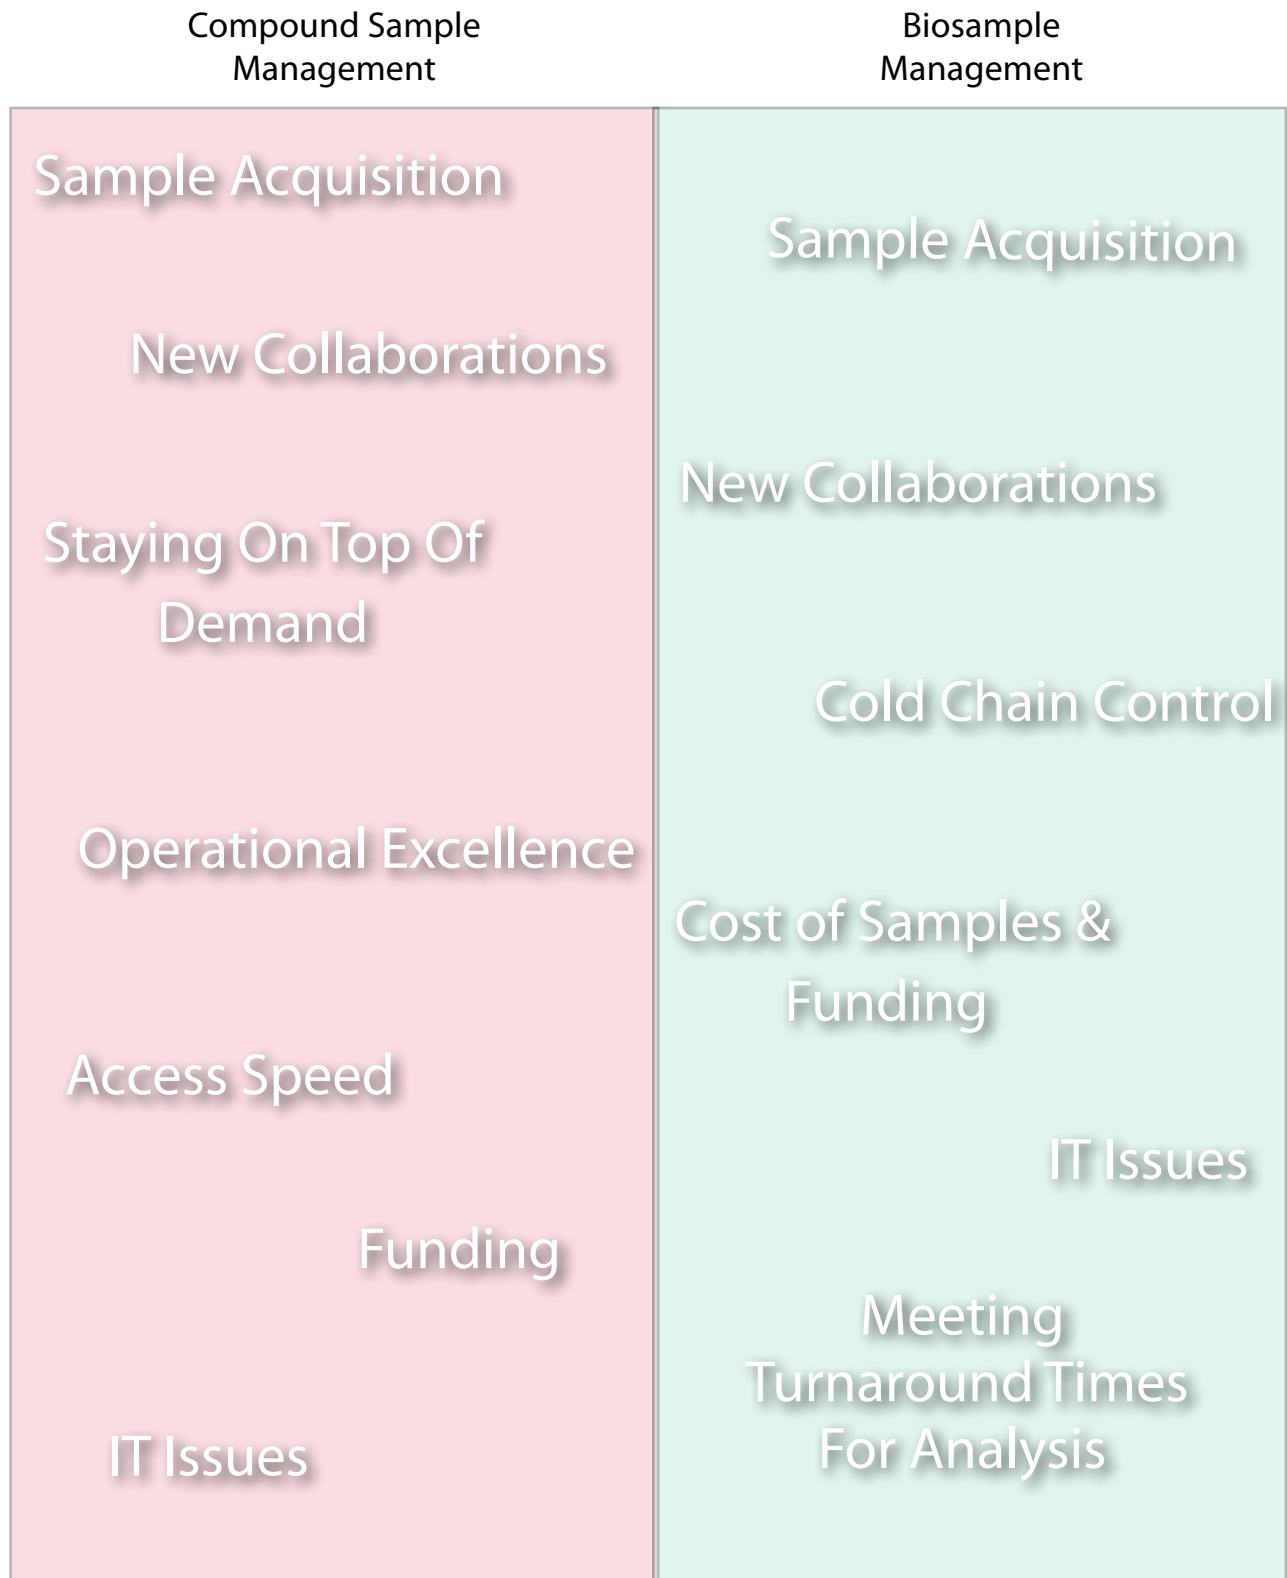 Compound Sample
Management
Biosample
Management
Sample Acquisition
New Collaborations
Staying On Top Of
Demand
Operational Excellence
Access Speed
Funding
IT Issues
Sample Acquisition
New Collaborations
Cold Chain Control
Cost of Samples &
Funding
IT Issues
Meeting
Turnaround Times
For Analysis